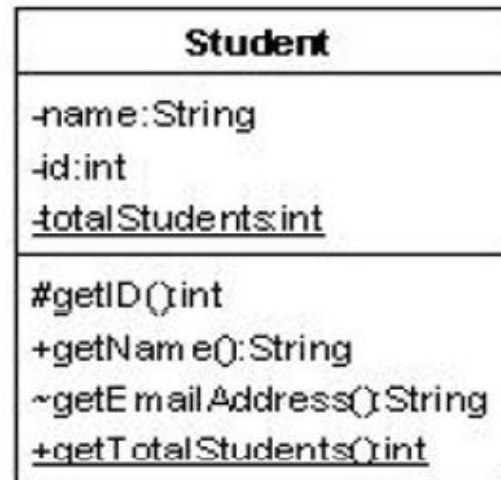 Student
-name:String
-id:int
-totalStudents:int
#getID():int
+getName():String
~getEmailAddress():String
+getTotalStudents():int